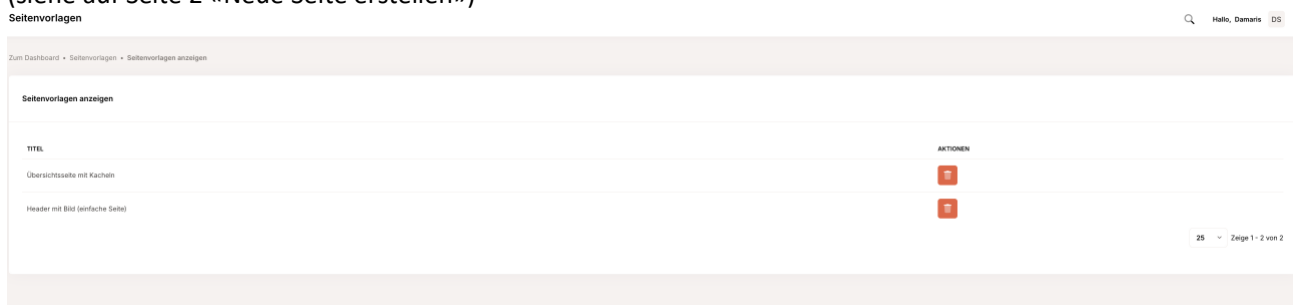 (siehe auf Seite 2 «Neue Seite erstellen»)
Seitenvorlagen
Hallo, Damaris DS
Zum Dashboard • Seitenvorlagen • Seitenvorlagen anzeigen
Seitenvorlagen anzeigen
TITEL AKTIONEN
Übersichtsseite mit Kacheln
Header mit Bild (einfache Seite)
25 Zeige 1 - 2 von 2